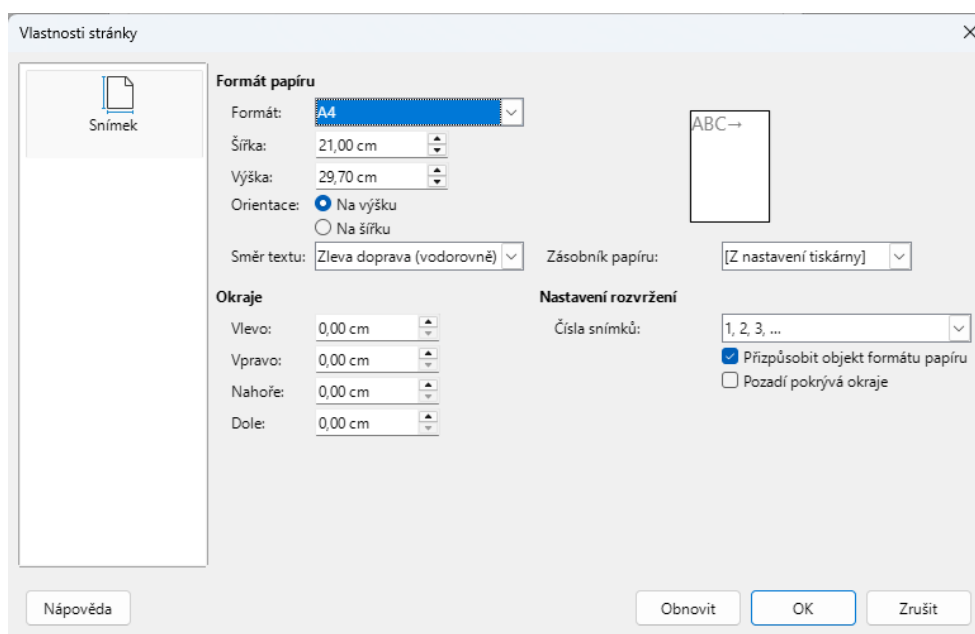 Vlastnosti stránky
Snímek
Formát papíru
Formát: A4
Šířka: 21,00 cm
Výška: 29,70 cm
Orientace: Na výšku
Na šířku
ABC→
Směr textu: Zleva doprava (vodorovně) Zásobník papíru: [Z nastavení tiskárny]
Okraje Nastavení rozvržení
Vlevo: 0,00 cm Čísla snímků: 1, 2, 3, ...
Vpravo: 0,00 cm Přizpůsobit objekt formátu papíru
Nahoře: 0,00 cm Pozadí pokrývá okraje
Dole: 0,00 cm
Nápověda Obnovit OK Zrušit